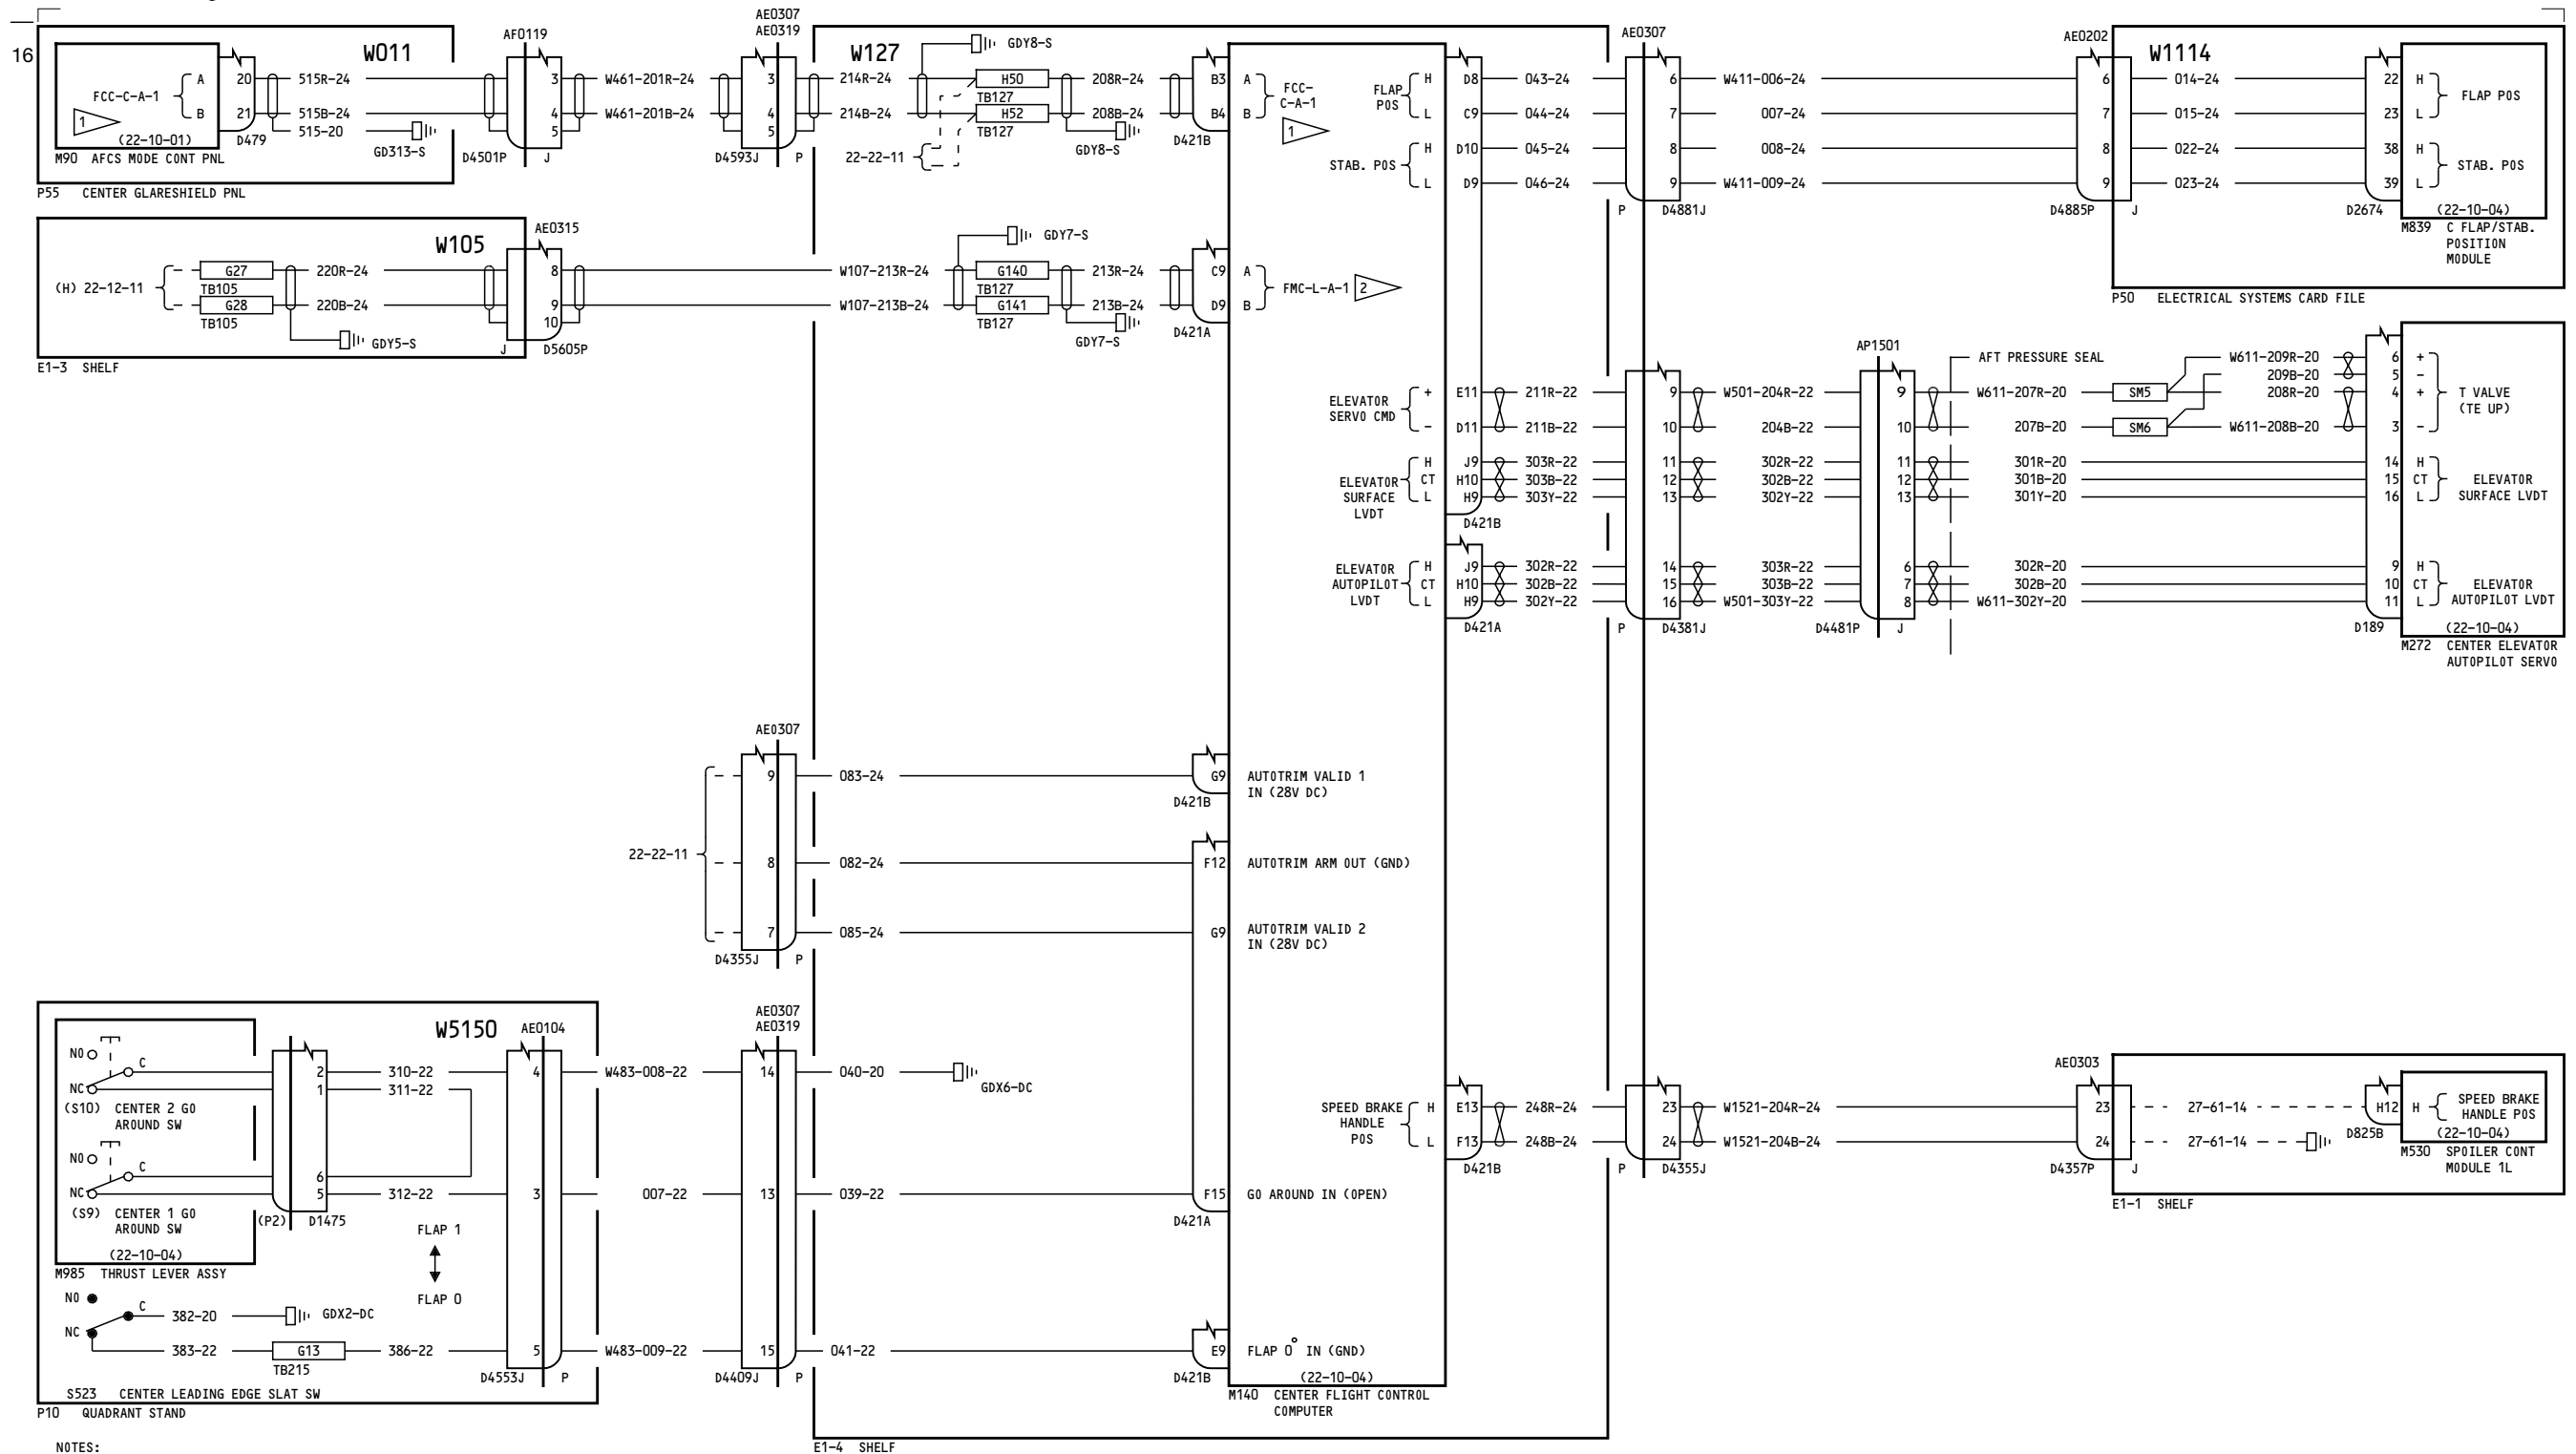 16
W011
M90 AFCS MODE CONT PNL
FCC-C-A-1
A
B
1
(22-10-01)
20
21
D479
515R-24
515B-24
515-20
GD313-S
P55 CENTER GLARESHIELD PNL
AF0119
3
4
5
D4501P
J
W461-201R-24
W461-201B-24
AE0307
AE0319
3
4
5
D4593J
P
W127
214R-24
214B-24
22-22-11
GDY8-S
H50
TB127
H52
TB127
208R-24
208B-24
GDY8-S
B3
B4
D421B
A
B
FCC-
C-A-1
1
FLAP
POS
H
L
STAB. POS
H
L
D8
C9
D10
D9
043-24
044-24
045-24
046-24
AE0307
6
7
8
9
P
D4881J
W411-006-24
007-24
008-24
W411-009-24
AE0202
6
7
8
9
D4885P
J
W1114
014-24
015-24
022-24
023-24
22
23
38
39
D2674
H
L
FLAP POS
H
L
STAB. POS
(22-10-04)
M839 C FLAP/STAB.
POSITION
MODULE
P50 ELECTRICAL SYSTEMS CARD FILE
W105
(H) 22-12-11
G27
TB105
G28
TB105
220R-24
220B-24
GDY5-S
E1-3 SHELF
AE0315
8
9
10
J
D5605P
W107-213R-24
W107-213B-24
GDY7-S
G140
TB127
G141
TB127
213R-24
213B-24
GDY7-S
C9
D9
D421A
A
B
FMC-L-A-1
2
ELEVATOR
SERVO CMD
+
-
E11
D11
211R-22
211B-22
ELEVATOR
SURFACE
LVDT
H
CT
L
J9
H10
H9
303R-22
303B-22
303Y-22
D421B
ELEVATOR
AUTOPILOT
LVDT
H
CT
L
J9
H10
H9
302R-22
302B-22
302Y-22
D421A
9
10
11
12
13
14
15
16
P
D4381J
W501-204R-22
204B-22
302R-22
302B-22
302Y-22
303R-22
303B-22
W501-303Y-22
AP1501
9
10
11
12
13
6
7
8
D4481P
J
AFT PRESSURE SEAL
W611-207R-20
207B-20
301R-20
301B-20
301Y-20
302R-20
302B-20
W611-302Y-20
SM5
SM6
W611-209R-20
209B-20
208R-20
W611-208B-20
6
5
4
3
14
15
16
9
10
11
D189
+
-
+
-
T VALVE
(TE UP)
H
CT
L
ELEVATOR
SURFACE LVDT
H
CT
L
ELEVATOR
AUTOPILOT LVDT
(22-10-04)
M272 CENTER ELEVATOR
AUTOPILOT SERVO
AE0307
22-22-11
9
8
7
D4355J
P
083-24
082-24
085-24
G9
D421B
F12
G9
AUTOTRIM VALID 1
IN (28V DC)
AUTOTRIM ARM OUT (GND)
AUTOTRIM VALID 2
IN (28V DC)
W5150
NO
C
NC
(S10) CENTER 2 GO
AROUND SW
NO
C
NC
(S9) CENTER 1 GO
AROUND SW
(22-10-04)
M985 THRUST LEVER ASSY
2
1
6
5
(P2)
D1475
310-22
311-22
312-22
FLAP 1
FLAP 0
NO
C
NC
382-20
GDX2-DC
383-22
G13
TB215
386-22
S523 CENTER LEADING EDGE SLAT SW
P10 QUADRANT STAND
AE0104
4
3
5
D4553J
P
W483-008-22
007-22
W483-009-22
AE0307
AE0319
14
13
15
D4409J
P
040-20
GDX6-DC
039-22
041-22
F15
D421A
GO AROUND IN (OPEN)
E9
D421B
FLAP 0° IN (GND)
(22-10-04)
M140 CENTER FLIGHT CONTROL
COMPUTER
E1-4 SHELF
SPEED BRAKE
HANDLE
POS
H
L
E13
F13
D421B
248R-24
248B-24
23
24
P
D4355J
W1521-204R-24
W1521-204B-24
AE0303
23
24
D4357P
J
27-61-14
27-61-14
H12
D825B
H
SPEED BRAKE
HANDLE POS
(22-10-04)
M530 SPOILER CONT
MODULE 1L
E1-1 SHELF
NOTES: